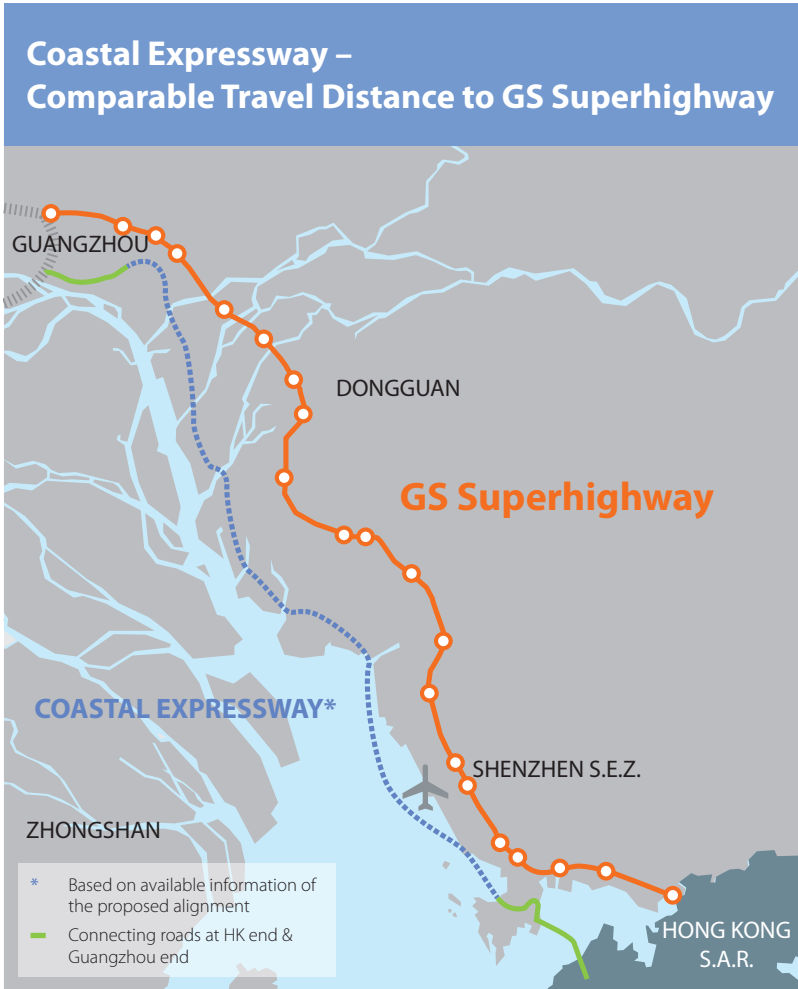 Coastal Expressway –
Comparable Travel Distance to GS Superhighway
GUANGZHOU
DONGGUAN
GS Superhighway
COASTAL EXPRESSWAY*
SHENZHEN S.E.Z.
ZHONGSHAN
* Based on available information of
the proposed alignment
Connecting roads at HK end &
Guangzhou end
HONG KONG
S.A.R.